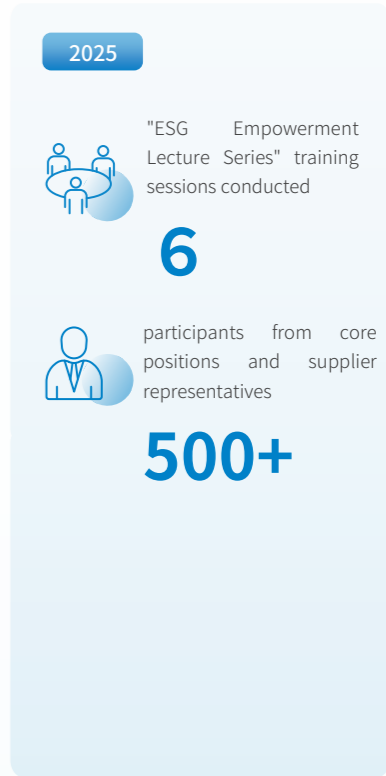 2025
"ESG Empowerment
Lecture Series" training
sessions conducted
6
participants from core
positions and supplier
representatives
500+